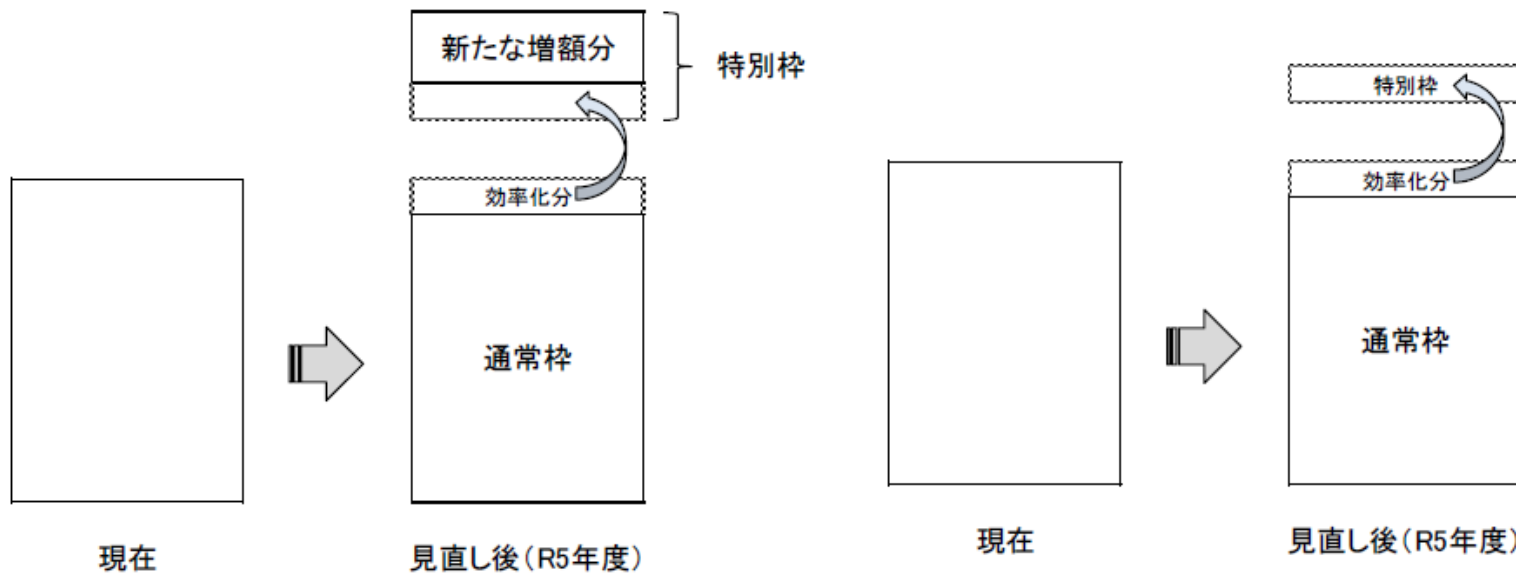 新たな増額分
特別枠
効率化分
通常枠
現在
見直し後(R5年度)
特別枠
効率化分
通常枠
現在
見直し後(R5年度)